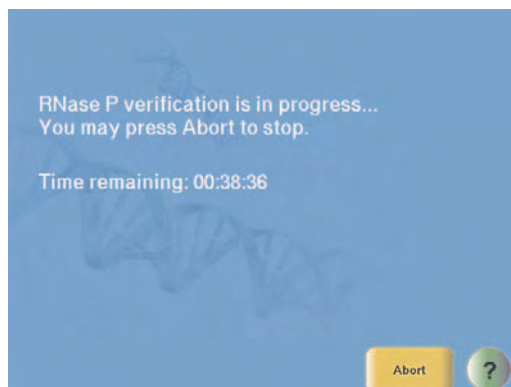 RNase P verification is in progress...
You may press Abort to stop.
Time remaining: 00:38:36
Abort
?